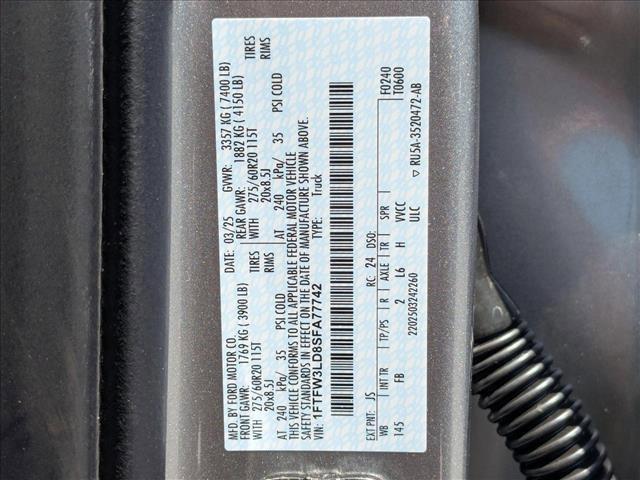 MFD. BY FORD MOTOR CO.
DATE: 03/25 GVWR: 3357 KG ( 7400 LB)
FRONT GAWR: 1769 KG ( 3900 LB) REAR GAWR: 1882 KG ( 4150 LB)
WITH 275/60R20 115T TIRES WITH 275/60R20 115T TIRES
20x8.5J RIMS 20x8.5J RIMS
AT 240 kPa/ 35 PSI COLD AT 240 kPa/ 35 PSI COLD
THIS VEHICLE CONFORMS TO ALL APPLICABLE FEDERAL MOTOR VEHICLE
SAFETY STANDARDS IN EFFECT ON THE DATE OF MANUFACTURE SHOWN ABOVE.
VIN: 1FTFW3LD8SFA77742 Truck
F0240
T0600
EXT PNT: JS RC: 24 DSO:
WB INT TR TP/PS R AXLE TR SPR
145 FB 2 L6 H VVCC
2202503242260 ULC
▽ RU5A-3520472-AB